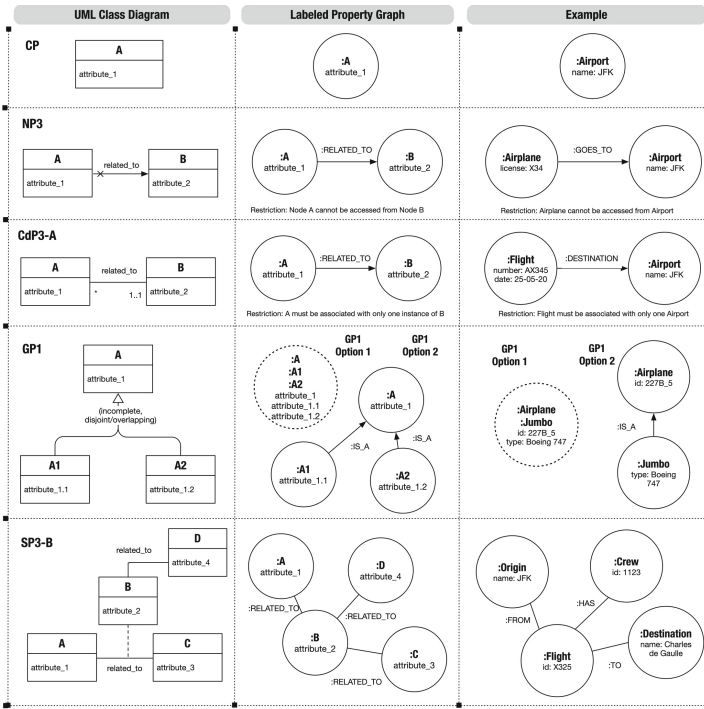 UML Class Diagram
Labeled Property Graph
Example
CP
A
attribute_1
:A
attribute_1
:Airport
name: JFK
NP3
A
attribute_1
related_to
B
attribute_2
:A
attribute_1
:RELATED_TO
:B
attribute_2
Restriction: Node A cannot be accessed from Node B
:Airplane
license: X34
:GOES_TO
:Airport
name: JFK
Restriction: Airplane cannot be accessed from Airport
CdP3-A
A
attribute_1
related_to
*
1..1
B
attribute_2
:A
attribute_1
:RELATED_TO
:B
attribute_2
Restriction: A must be associated with only one instance of B
:Flight
number: AX345
date: 25-05-20
:DESTINATION
:Airport
name: JFK
Restriction: Flight must be associated with only one Airport
GP1
A
attribute_1
(incomplete,
disjoint/overlapping)
A1
attribute_1.1
A2
attribute_1.2
GP1
Option 1
GP1
Option 2
:A
:A1
:A2
attribute_1
attribute_1.1
attribute_1.2
:A
attribute_1
:IS_A
:IS_A
:A1
attribute_1.1
:A2
attribute_1.2
GP1
Option 1
GP1
Option 2
:Airplane
:Jumbo
id: 227B_5
type: Boeing 747
:Airplane
id: 227B_5
:IS_A
:Jumbo
type: Boeing
747
SP3-B
D
attribute_4
related_to
B
attribute_2
A
attribute_1
related_to
C
attribute_3
:A
attribute_1
:D
attribute_4
:RELATED_TO
:RELATED_TO
:B
attribute_2
:C
attribute_3
:RELATED_TO
:Origin
name: JFK
:Crew
id: 1123
:FROM
:HAS
:Flight
id: X325
:TO
:Destination
name: Charles
de Gaulle